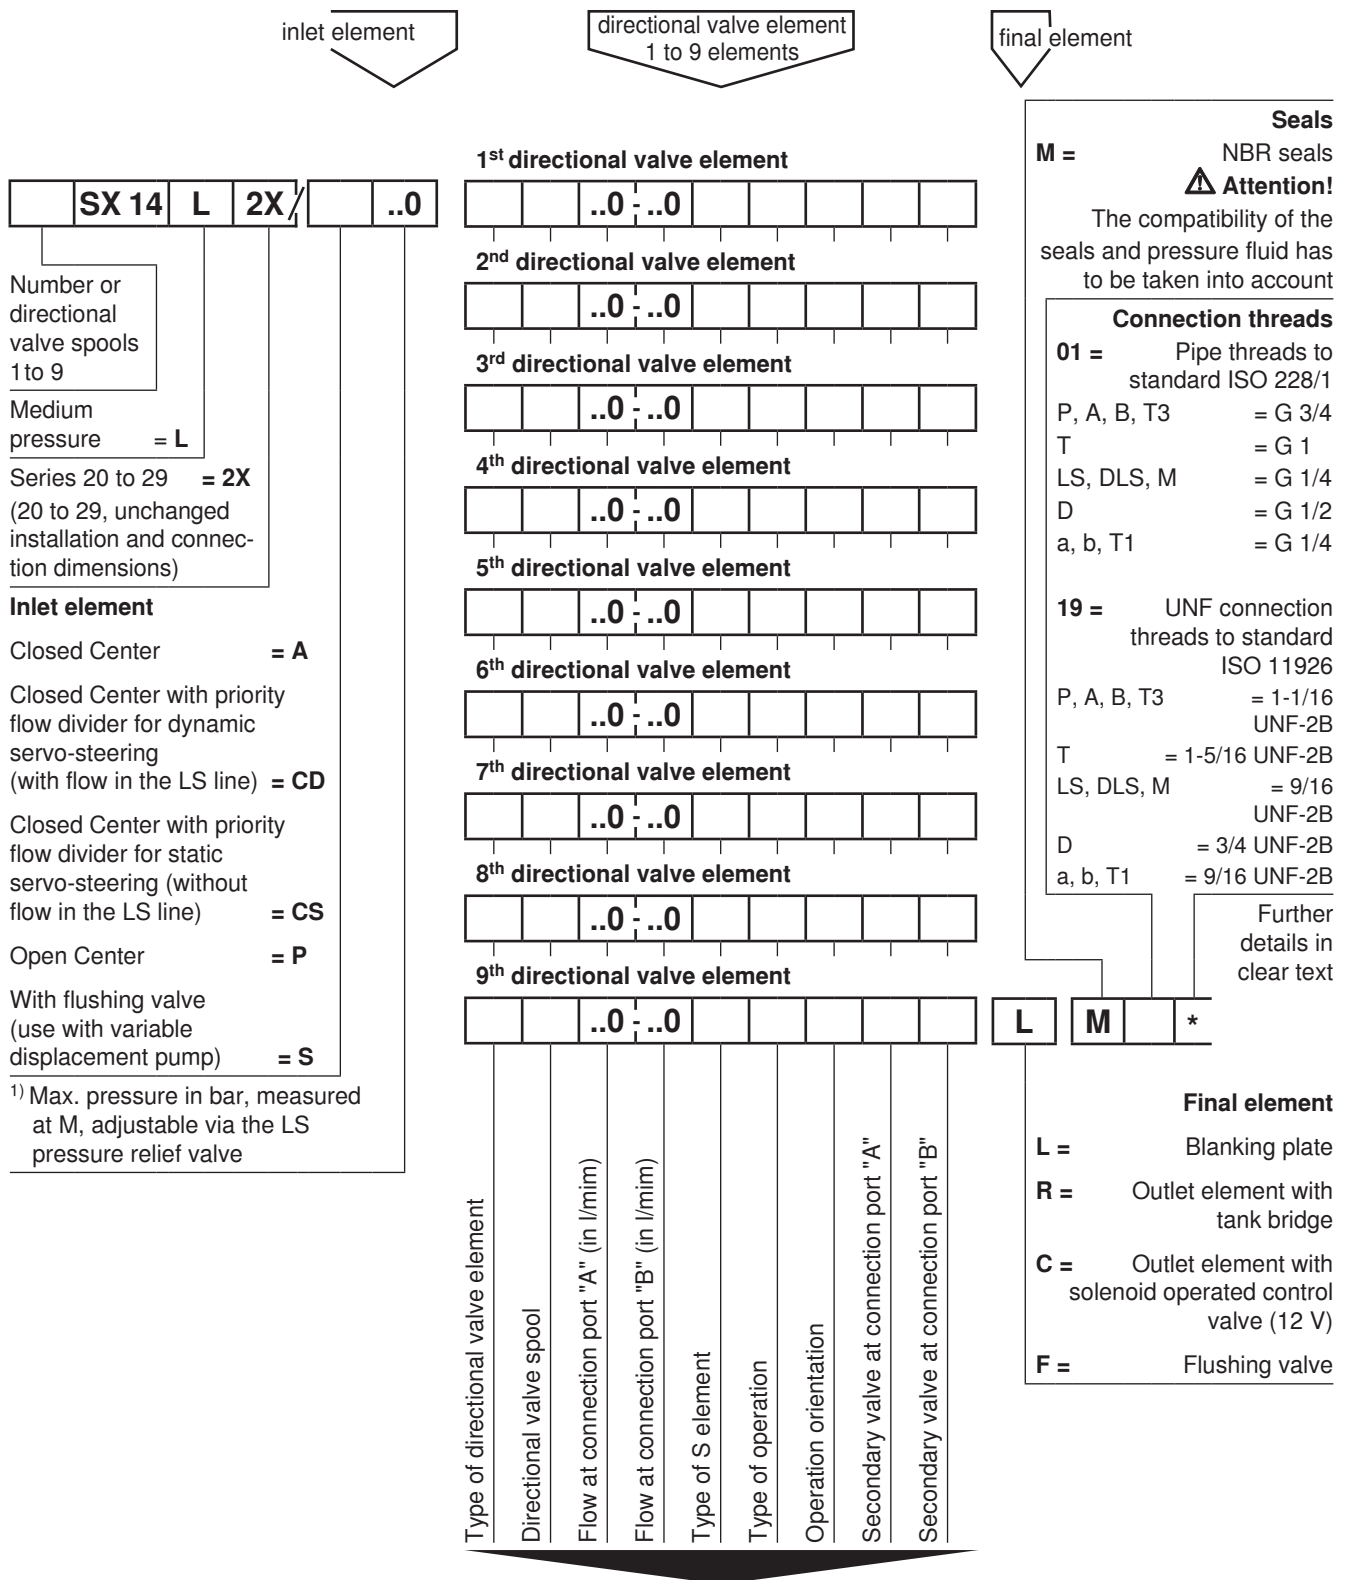 inlet element
directional valve element
1 to 9 elements
final element
SX 14 L 2X/ ..0
Number or
directional
valve spools
1 to 9
Medium
pressure = L
Series 20 to 29 = 2X
(20 to 29, unchanged
installation and connec-
tion dimensions)
Inlet element
Closed Center = A
Closed Center with priority
flow divider for dynamic
servo-steering
(with flow in the LS line) = CD
Closed Center with priority
flow divider for static
servo-steering (without
flow in the LS line) = CS
Open Center = P
With flushing valve
(use with variable
displacement pump) = S
1) Max. pressure in bar, measured
at M, adjustable via the LS
pressure relief valve
1st directional valve element
..0 - ..0
2nd directional valve element
..0 - ..0
3rd directional valve element
..0 - ..0
4th directional valve element
..0 - ..0
5th directional valve element
..0 - ..0
6th directional valve element
..0 - ..0
7th directional valve element
..0 - ..0
8th directional valve element
..0 - ..0
9th directional valve element
..0 - ..0
L M *
Type of directional valve element
Directional valve spool
Flow at connection port "A" (in l/mim)
Flow at connection port "B" (in l/mim)
Type of S element
Type of operation
Operation orientation
Secondary valve at connection port "A"
Secondary valve at connection port "B"
Seals
M = NBR seals
⚠ Attention!
The compatibility of the
seals and pressure fluid has
to be taken into account
Connection threads
01 = Pipe threads to
standard ISO 228/1
P, A, B, T3 = G 3/4
T = G 1
LS, DLS, M = G 1/4
D = G 1/2
a, b, T1 = G 1/4
19 = UNF connection
threads to standard
ISO 11926
P, A, B, T3 = 1-1/16
UNF-2B
T = 1-5/16 UNF-2B
LS, DLS, M = 9/16
UNF-2B
D = 3/4 UNF-2B
a, b, T1 = 9/16 UNF-2B
Further
details in
clear text
Final element
L = Blanking plate
R = Outlet element with
tank bridge
C = Outlet element with
solenoid operated control
valve (12 V)
F = Flushing valve